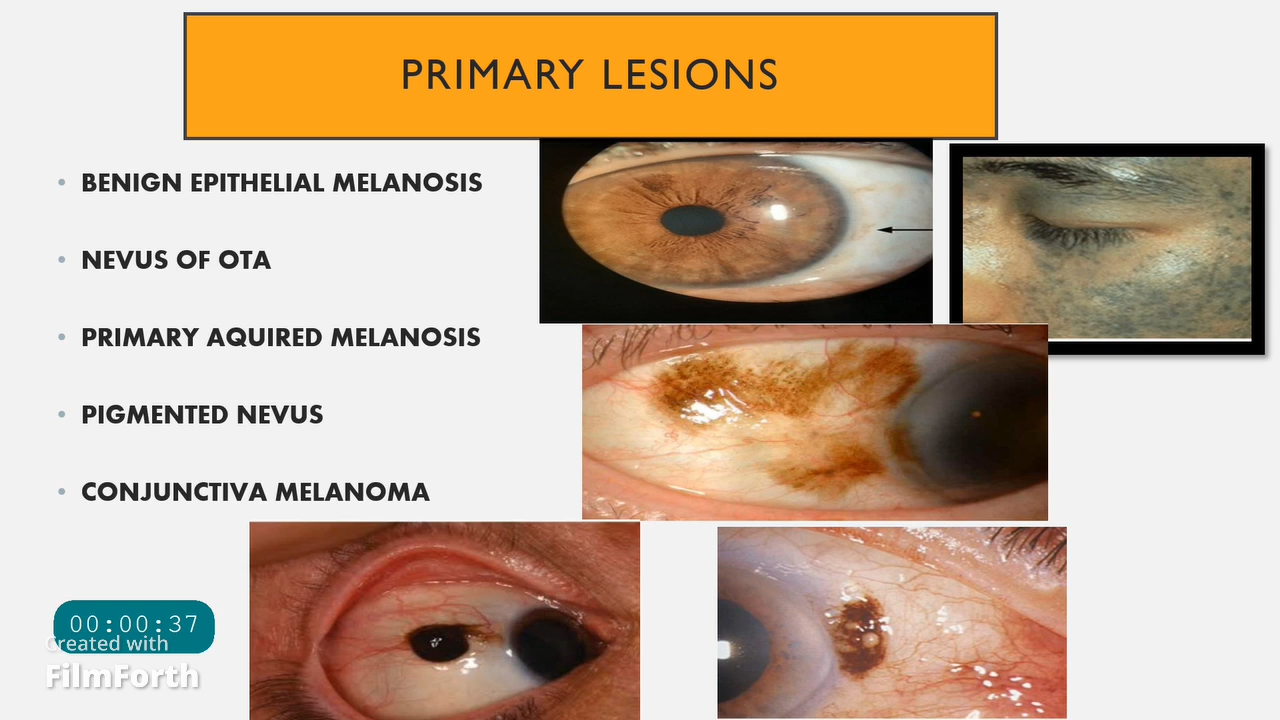 PRIMARY LESIONS
BENIGN EPITHELIAL MELANOSIS
NEVUS OF OTA
PRIMARY AQUIRED MELANOSIS
PIGMENTED NEVUS
CONJUNCTIVA MELANOMA
00:00:37
Created with
FilmForth